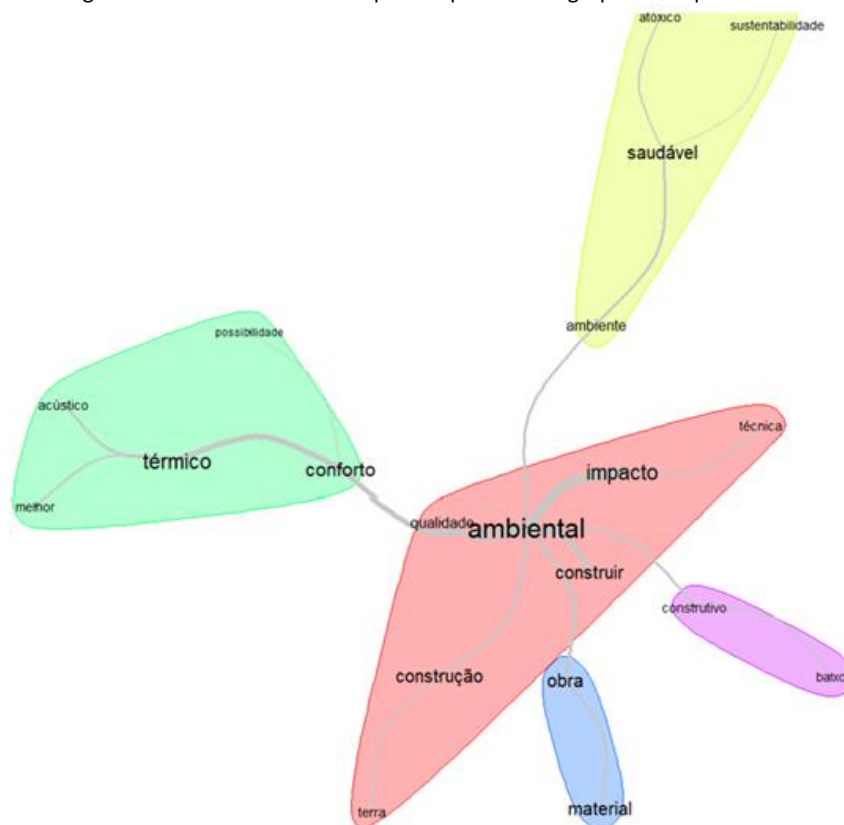 atóxico
sustentabilidade
saudável
ambiente
possibilidade
acústico
técnica
térmico
conforto
impacto
melhor
qualidade
ambiental
construir
construtivo
construção
obra
baixo
terra
material